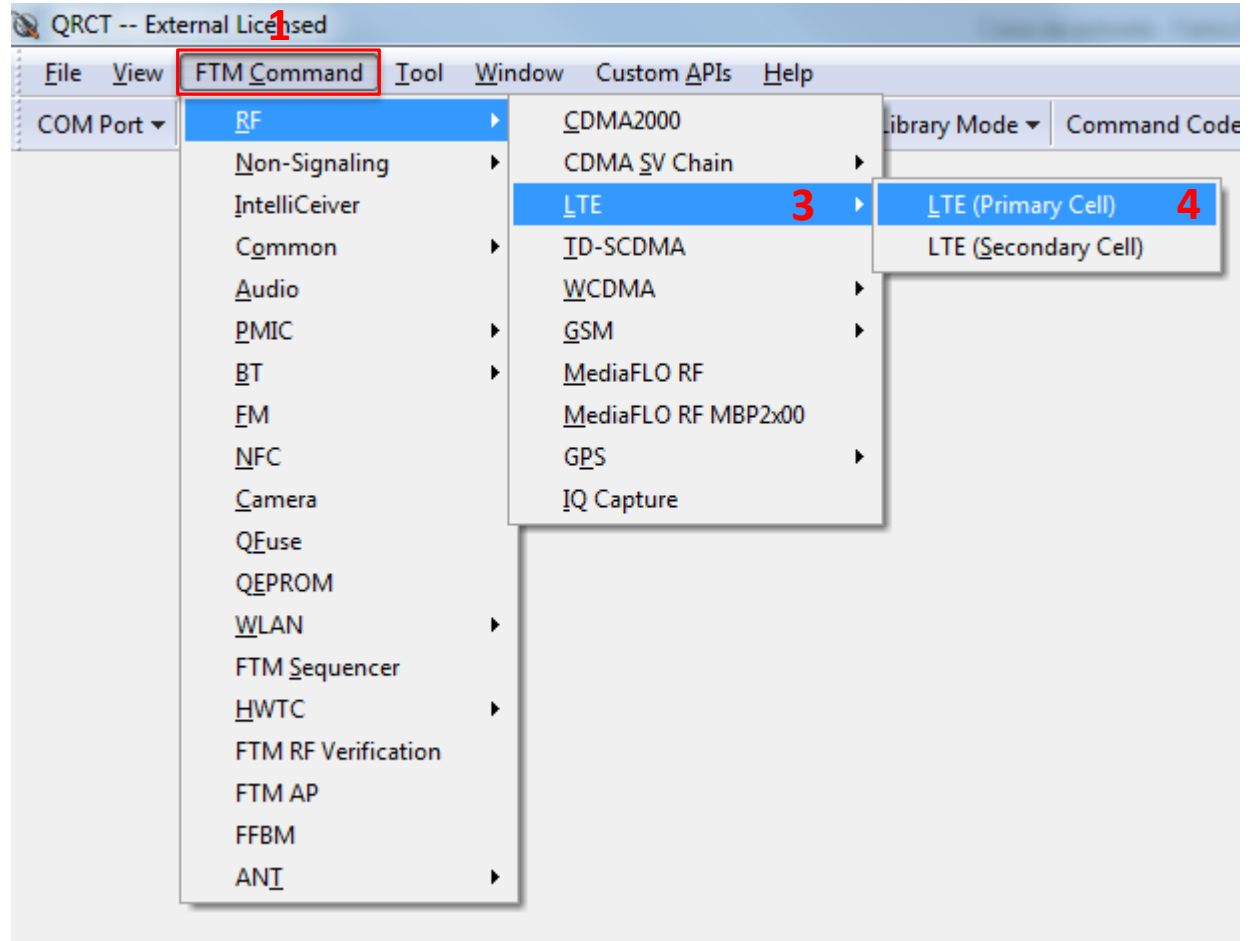 QRCT -- External Licensed
1
File View FTM Command Tool Window Custom APIs Help
COM Port
Library Mode Command Code
RF
Non-Signaling
IntelliCeiver
Common
Audio
PMIC
BT
FM
NFC
Camera
QFuse
QEPROM
WLAN
FTM Sequencer
HWTC
FTM RF Verification
FTM AP
FFBM
ANT
CDMA2000
CDMA SV Chain
LTE 3
TD-SCDMA
WCDMA
GSM
MediaFLO RF
MediaFLO RF MBP2x00
GPS
IQ Capture
LTE (Primary Cell) 4
LTE (Secondary Cell)